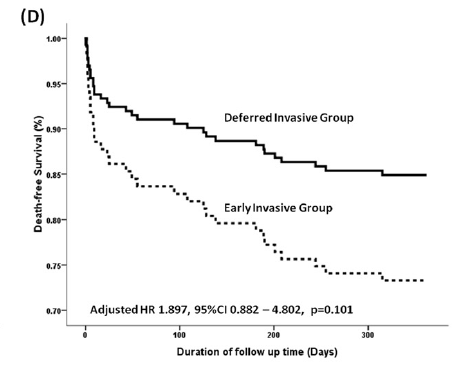 (D)
1.00
0.95
0.90
0.85
0.80
0.75
0.70
Death-free Survival (%)
Deferred Invasive Group
Early Invasive Group
Adjusted HR 1.897, 95%CI 0.882 – 4.802, p=0.101
0
100
200
300
Duration of follow up time (Days)